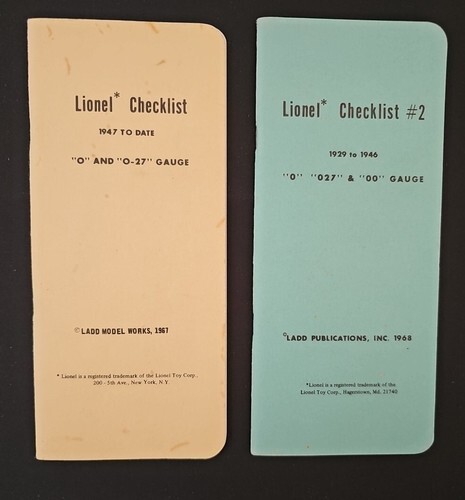 Lionel* Checklist
1947 TO DATE
"O" AND "O-27" GAUGE
©LADD MODEL WORKS, 1967
* Lionel is a registered trademark of the Lionel Toy Corp.,
200 - 5th Ave., New York, N.Y.
Lionel* Checklist #2
1929 to 1946
"O" "027" & "00" GAUGE
©LADD PUBLICATIONS, INC. 1968
*Lionel is a registered trademark of the
Lionel Toy Corp., Hagerstown, Md. 21740